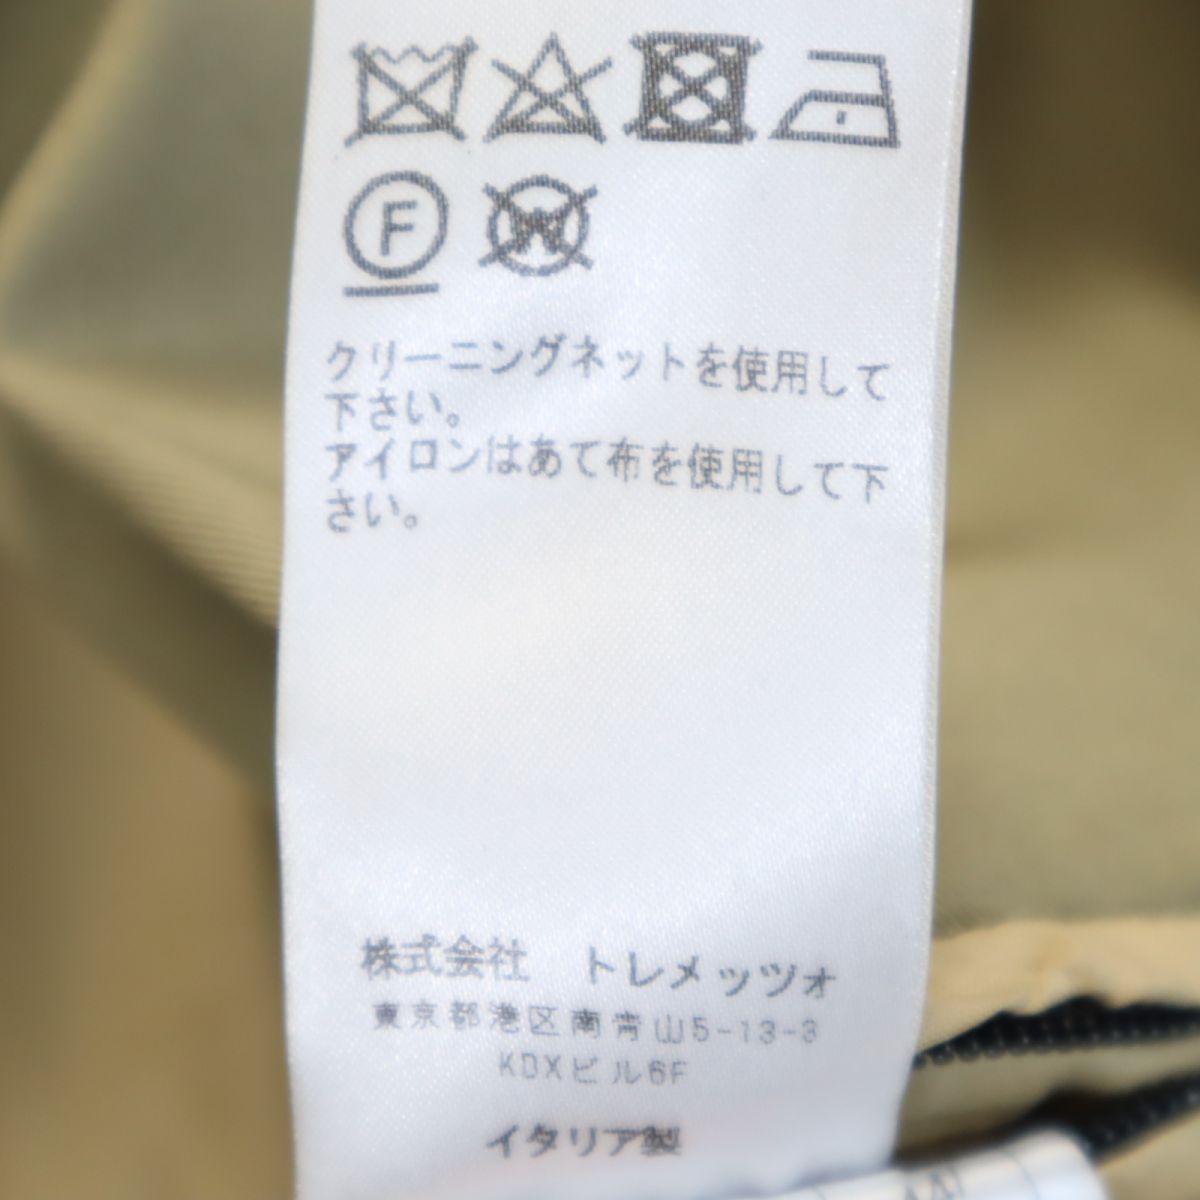 F W
クリーニングネットを使用して
下さい。
アイロンはあて布を使用して下
さい。
株式会社 トレメッツォ
東京都港区南青山5-13-3
KDXビル6F
イタリア製